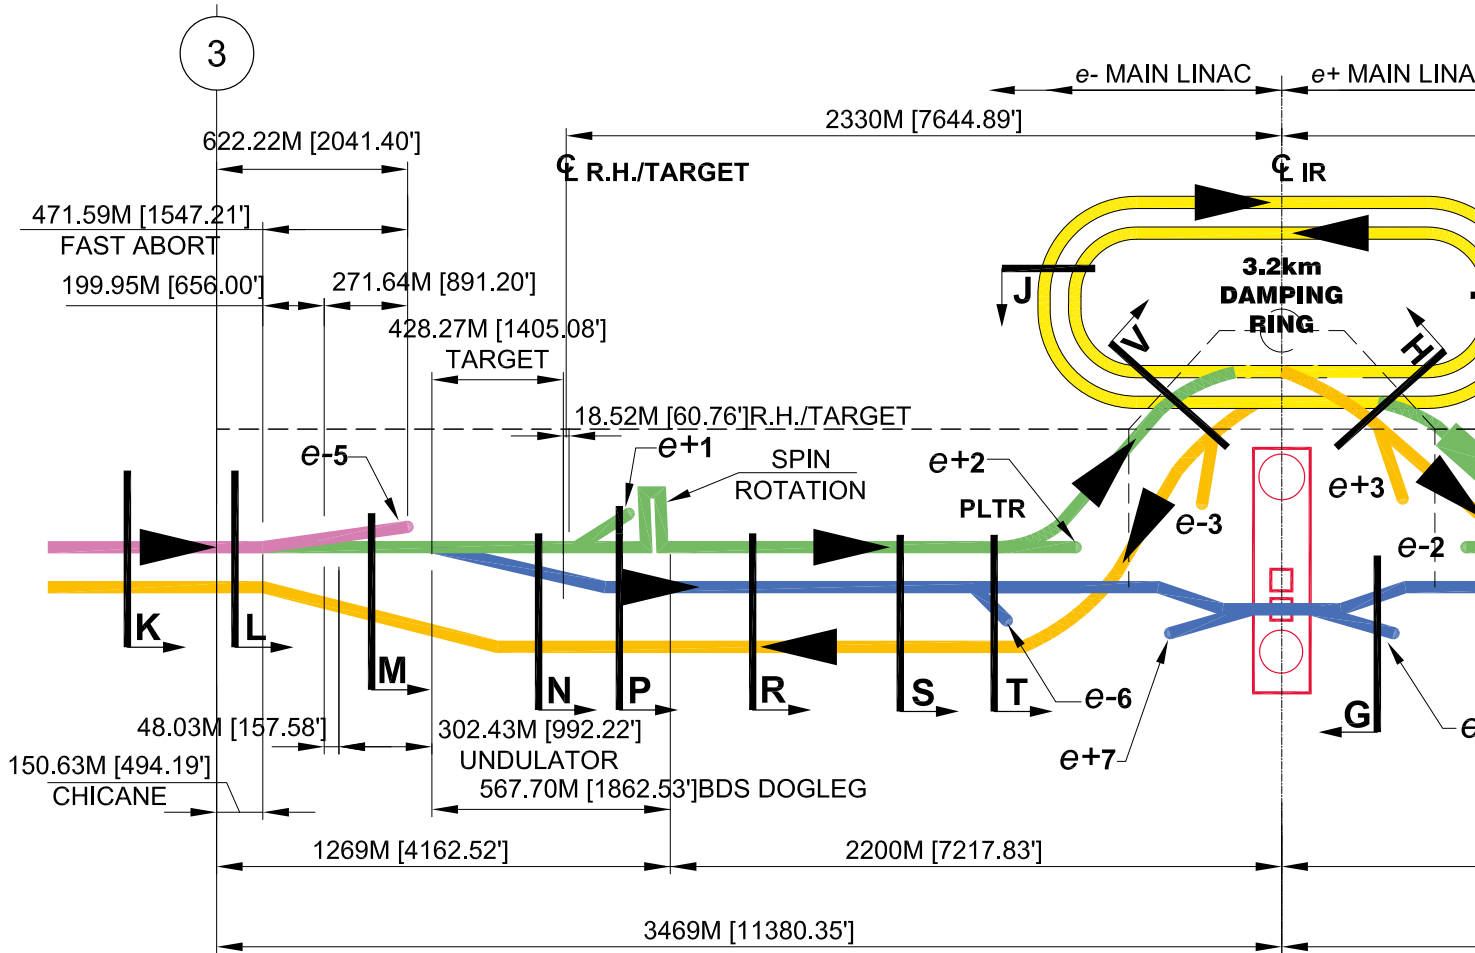 3
e- MAIN LINAC
e+ MAIN LINA
2330M [7644.89']
622.22M [2041.40']
℄ R.H./TARGET
℄ IR
471.59M [1547.21']
FAST ABORT
199.95M [656.00']
271.64M [891.20']
3.2km
DAMPING
RING
J
428.27M [1405.08']
TARGET
V
H
18.52M [60.76']R.H./TARGET
e-5
e+1
SPIN
ROTATION
e+2
PLTR
e-3
e+3
e-2
K
L
M
N
P
R
S
T
e-6
G
e
e+7
48.03M [157.58']
302.43M [992.22']
UNDULATOR
150.63M [494.19']
CHICANE
567.70M [1862.53']BDS DOGLEG
1269M [4162.52']
2200M [7217.83']
3469M [11380.35']